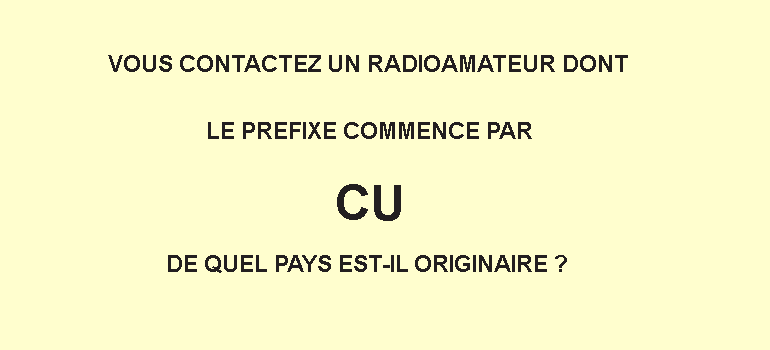 VOUS CONTACTEZ UN RADIOAMATEUR DONT
LE PREFIXE COMMENCE PAR
CU
DE QUEL PAYS EST-IL ORIGINAIRE ?